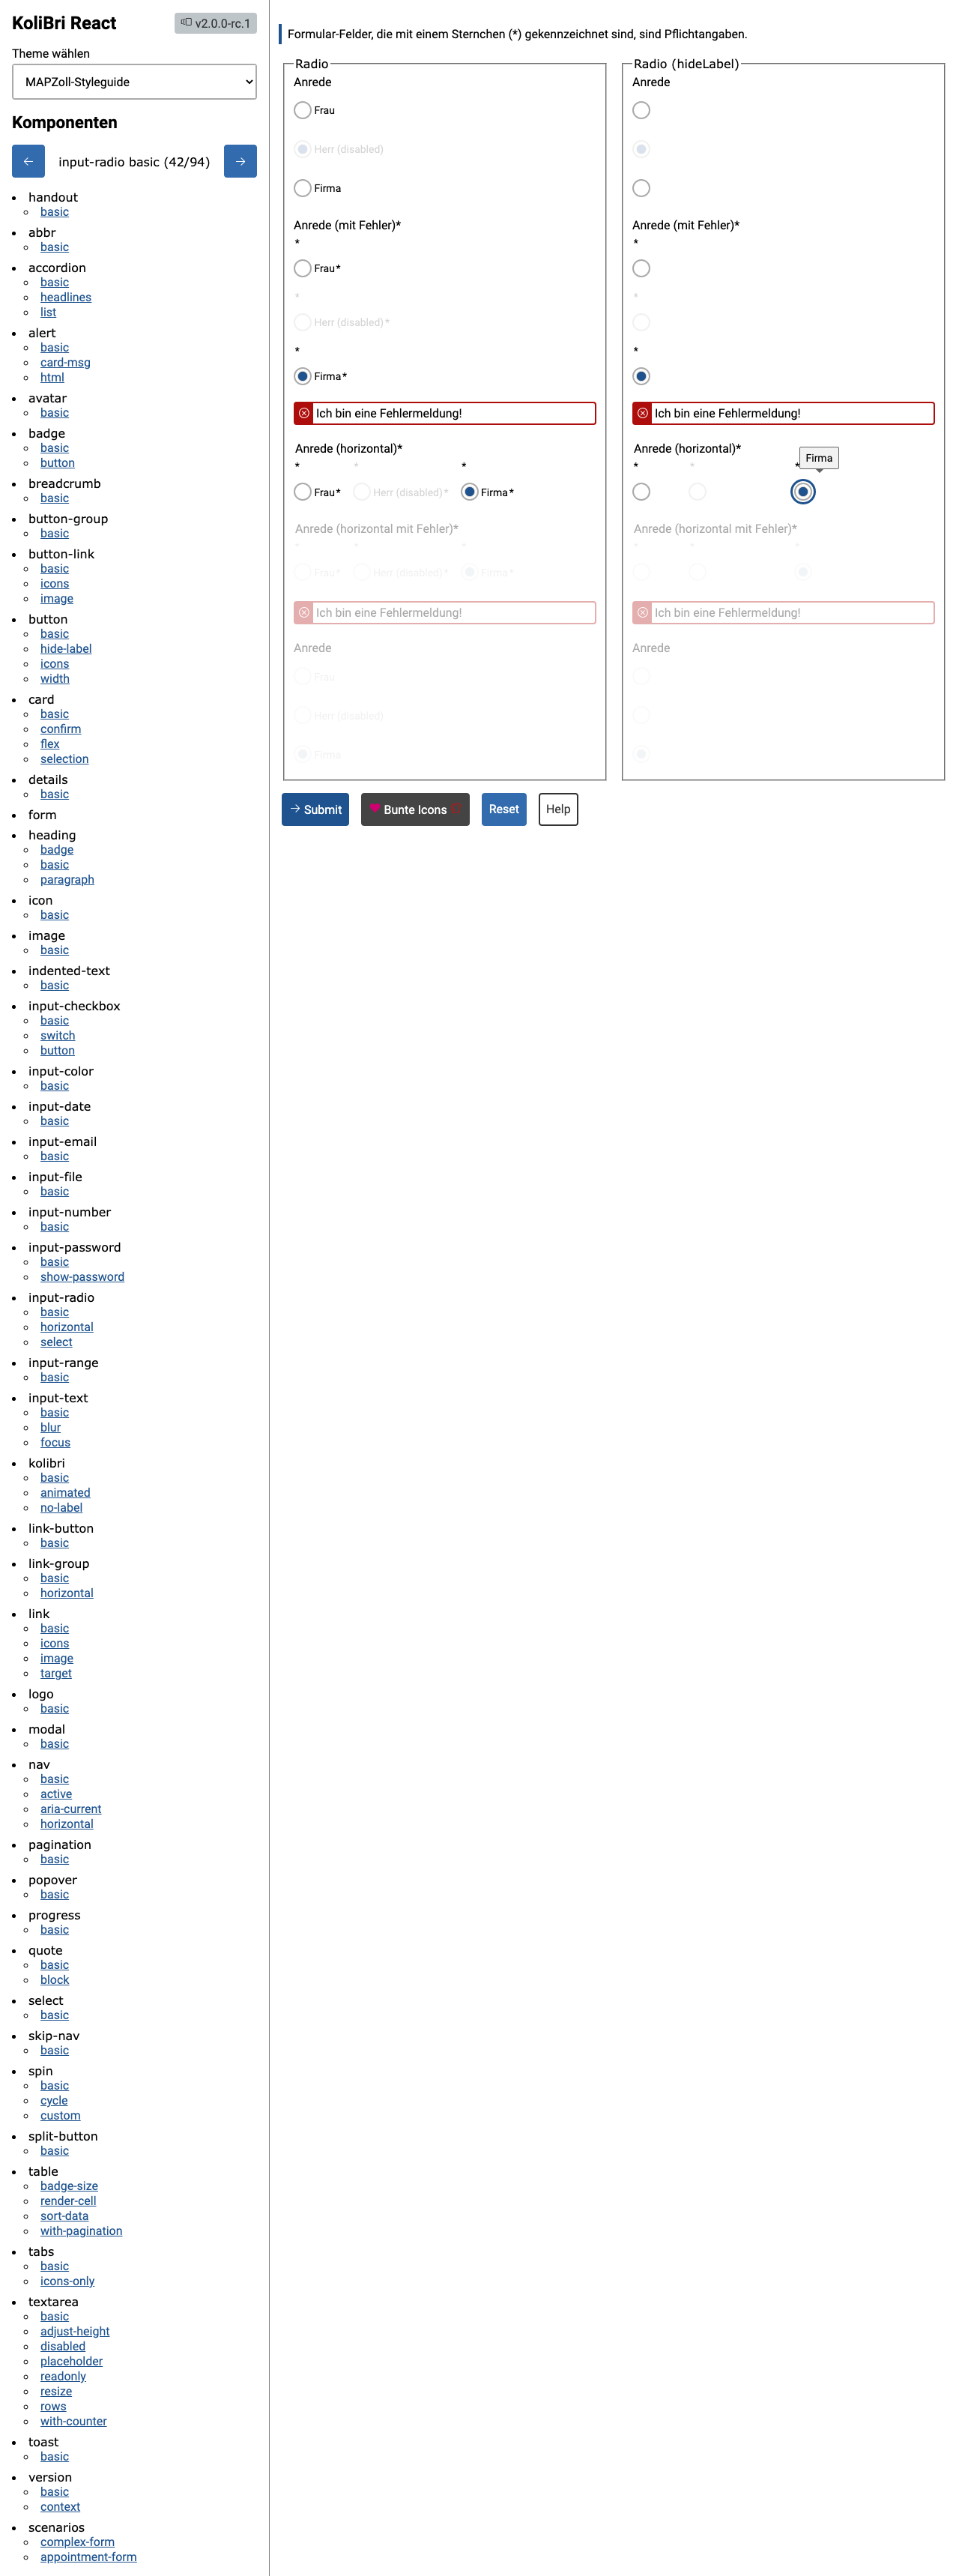 KoliBri React
v2.0.0-rc.1
Theme wählen
MAPZoll-Styleguide
Komponenten
input-radio basic (42/94)
handout
basic
abbr
basic
accordion
basic
headlines
list
alert
basic
card-msg
html
avatar
basic
badge
basic
button
breadcrumb
basic
button-group
basic
button-link
basic
icons
image
button
basic
hide-label
icons
width
card
basic
confirm
flex
selection
details
basic
form
heading
badge
basic
paragraph
icon
basic
image
basic
indented-text
basic
input-checkbox
basic
switch
button
input-color
basic
input-date
basic
input-email
basic
input-file
basic
input-number
basic
input-password
basic
show-password
input-radio
basic
horizontal
select
input-range
basic
input-text
basic
blur
focus
kolibri
basic
animated
no-label
link-button
basic
link-group
basic
horizontal
link
basic
icons
image
target
logo
basic
modal
basic
nav
basic
active
aria-current
horizontal
pagination
basic
popover
basic
progress
basic
quote
basic
block
select
basic
skip-nav
basic
spin
basic
cycle
custom
split-button
basic
table
badge-size
render-cell
sort-data
with-pagination
tabs
basic
icons-only
textarea
basic
adjust-height
disabled
placeholder
readonly
resize
rows
with-counter
toast
basic
version
basic
context
scenarios
complex-form
appointment-form
Formular-Felder, die mit einem Sternchen (*) gekennzeichnet sind, sind Pflichtangaben.
Radio
Anrede
Frau
Herr (disabled)
Firma
Anrede (mit Fehler)*
*
Frau*
*
Herr (disabled)*
*
Firma*
Ich bin eine Fehlermeldung!
Anrede (horizontal)*
* * *
Frau* Herr (disabled)* Firma*
Anrede (horizontal mit Fehler)*
* * *
Frau* Herr (disabled)* Firma*
Ich bin eine Fehlermeldung!
Anrede
Frau
Herr (disabled)
Firma
Radio (hideLabel)
Anrede
Anrede (mit Fehler)*
*
*
*
Ich bin eine Fehlermeldung!
Anrede (horizontal)*
* * *
Firma
Anrede (horizontal mit Fehler)*
* * *
Ich bin eine Fehlermeldung!
Anrede
Submit Bunte Icons Reset Help